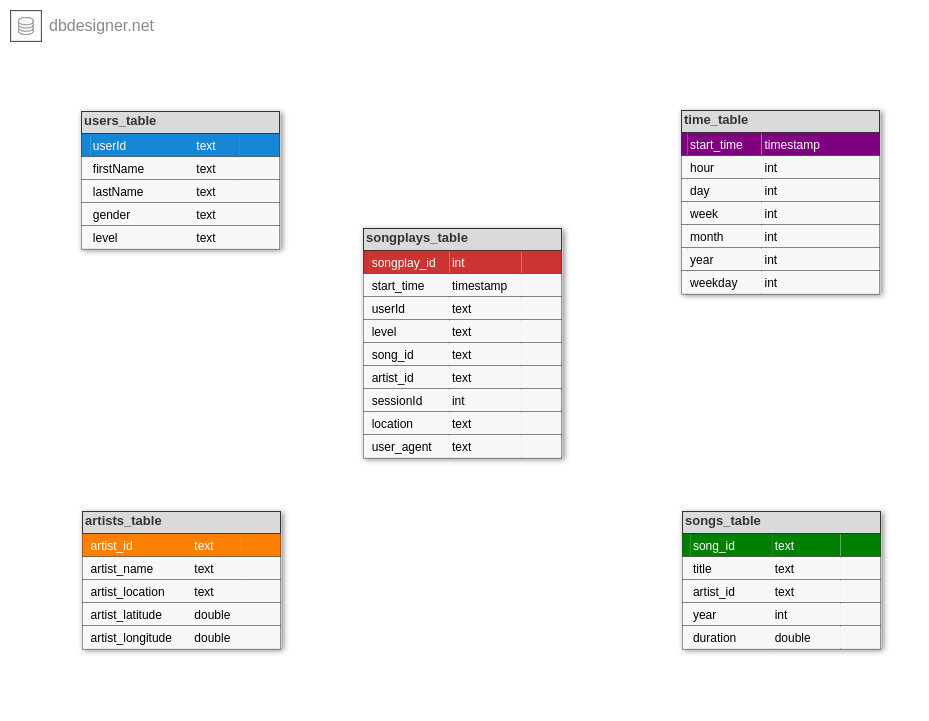 dbdesigner.net
users_table
userId text
firstName text
lastName text
gender text
level text
time_table
start_time timestamp
hour int
day int
week int
month int
year int
weekday int
songplays_table
songplay_id int
start_time timestamp
userId text
level text
song_id text
artist_id text
sessionId int
location text
user_agent text
artists_table
artist_id text
artist_name text
artist_location text
artist_latitude double
artist_longitude double
songs_table
song_id text
title text
artist_id text
year int
duration double